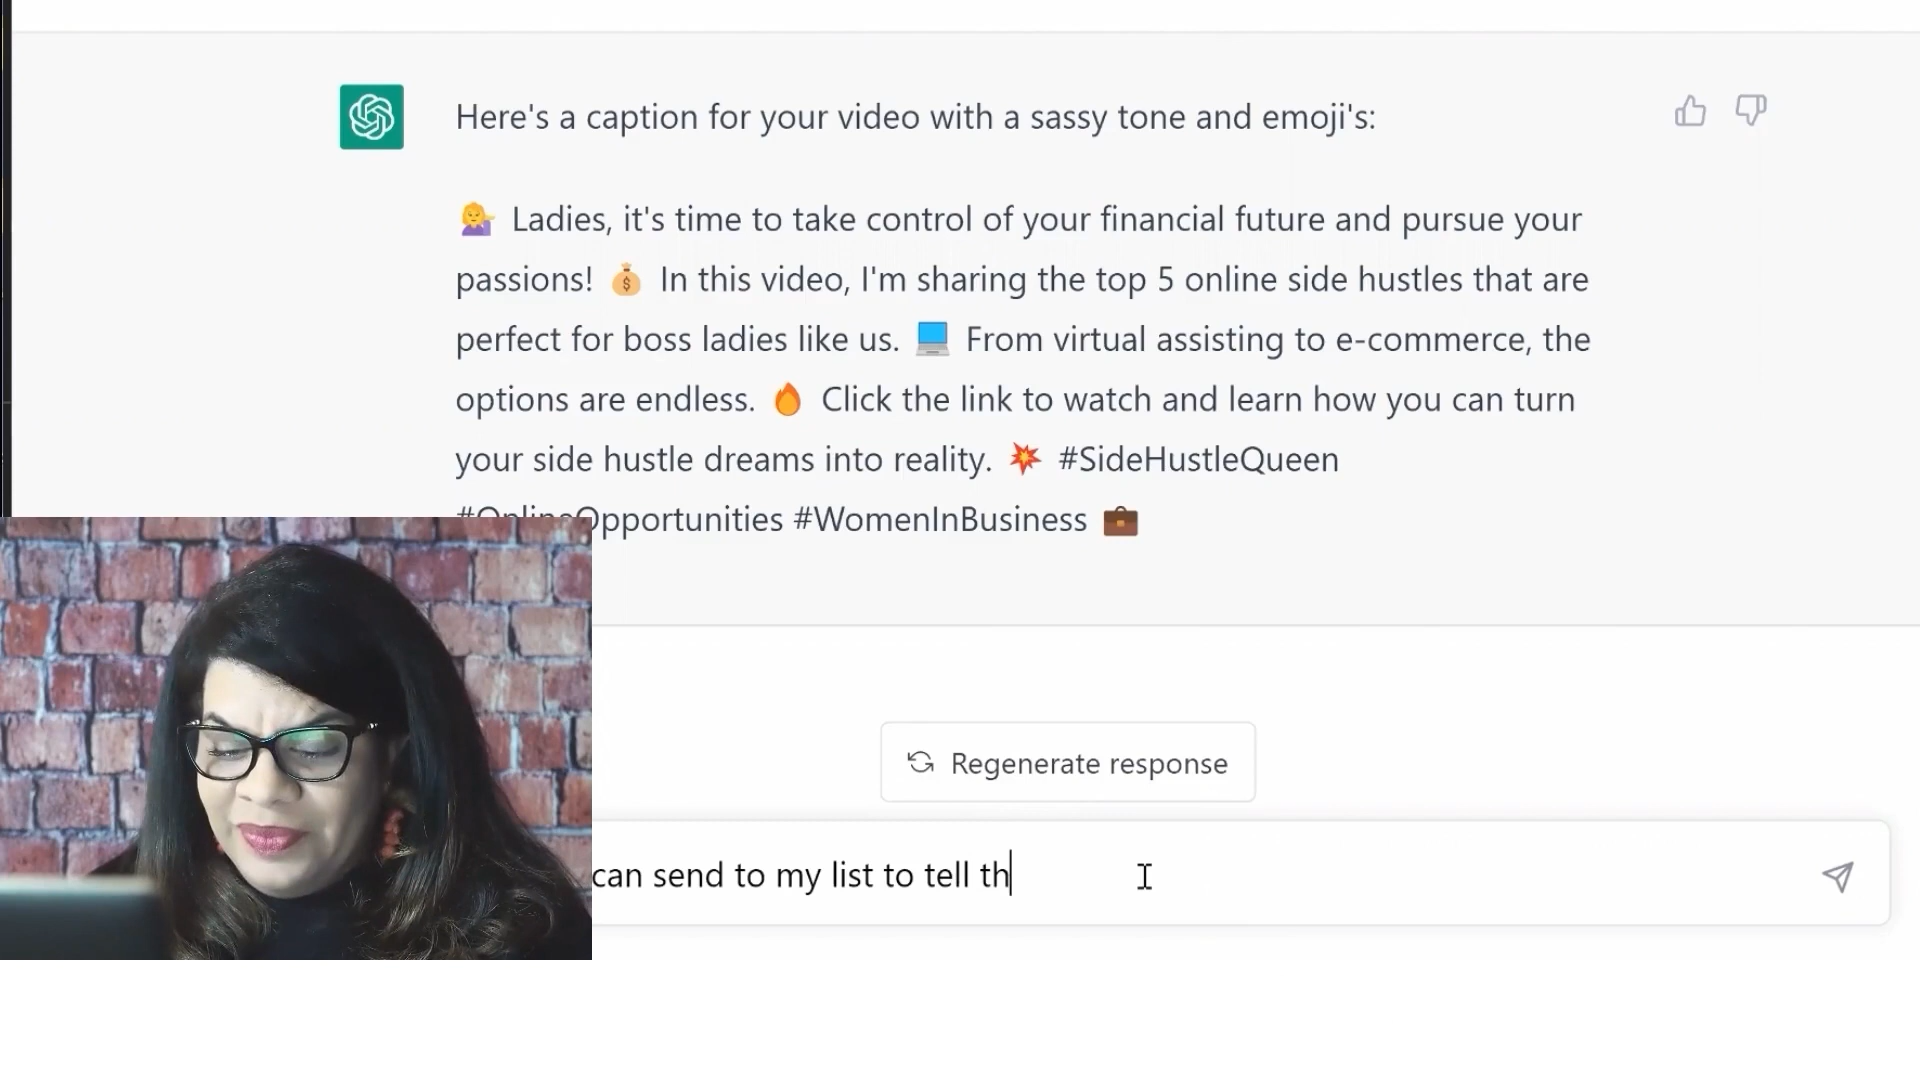 Here's a caption for your video with a sassy tone and emoji's:
💁‍♀️ Ladies, it's time to take control of your financial future and pursue your
passions! 💰 In this video, I'm sharing the top 5 online side hustles that are
perfect for boss ladies like us. 💻 From virtual assisting to e-commerce, the
options are endless. 🔥 Click the link to watch and learn how you can turn
your side hustle dreams into reality. 💥 #SideHustleQueen
#OnlineOpportunities #WomenInBusiness 💼
Regenerate response
can send to my list to tell th